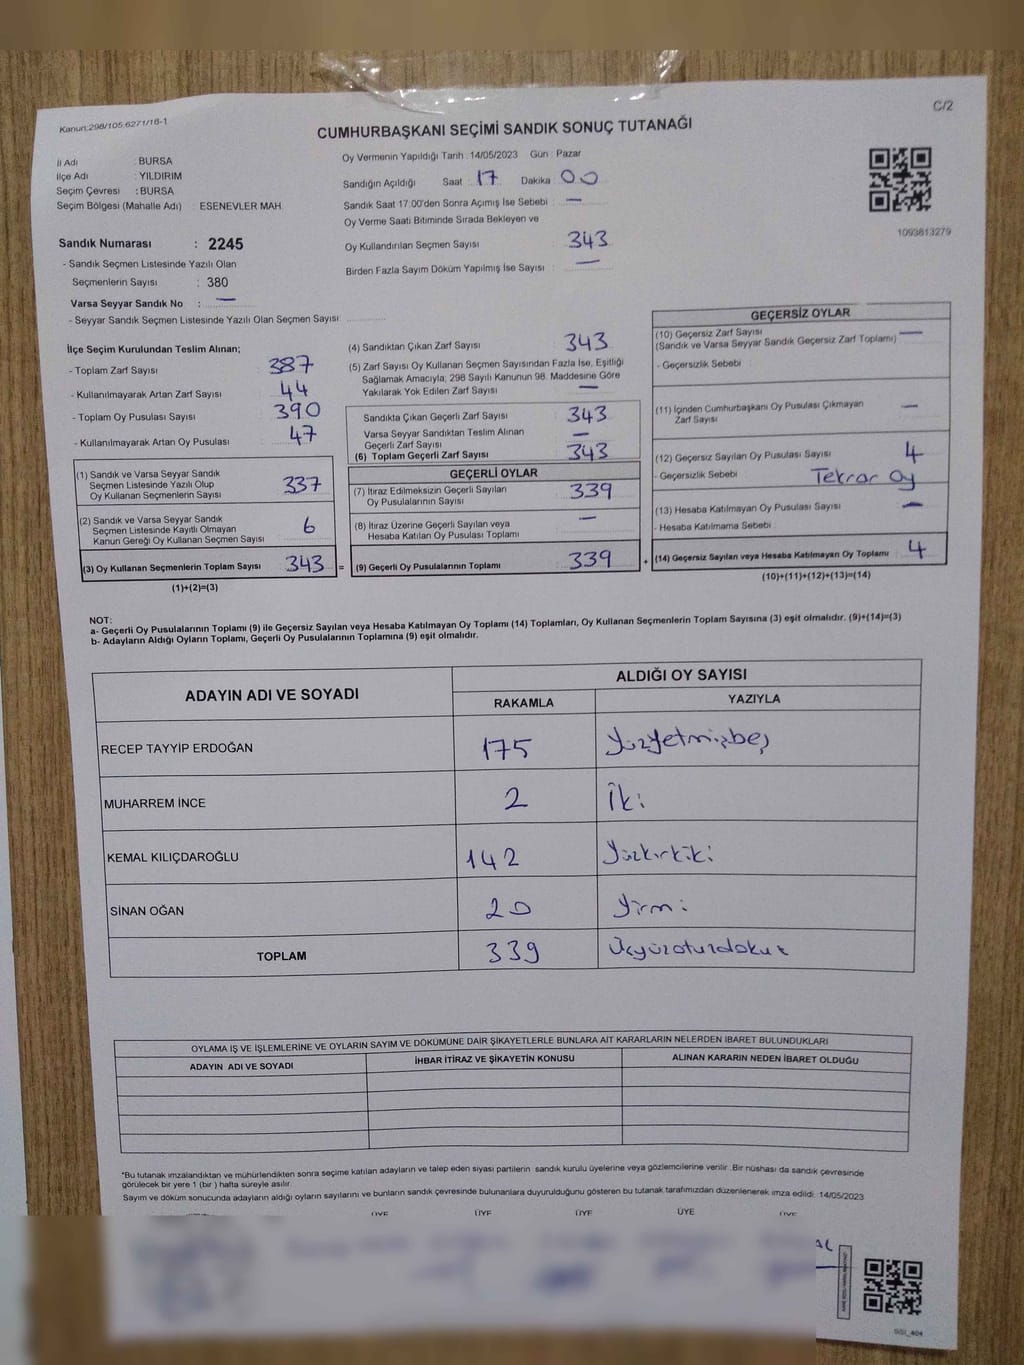 Kanun:298/105,6271/16-1
C/2
CUMHURBAŞKANI SEÇİMİ SANDIK SONUÇ TUTANAĞI
İl Adı : BURSA
İlçe Adı : YILDIRIM
Seçim Çevresi : BURSA
Seçim Bölgesi (Mahalle Adı) : ESENEVLER MAH.
Sandık Numarası : 2245
- Sandık Seçmen Listesinde Yazılı Olan
Seçmenlerin Sayısı : 380
Varsa Seyyar Sandık No : —
- Seyyar Sandık Seçmen Listesinde Yazılı Olan Seçmen Sayısı:
Oy Vermenin Yapıldığı Tarih : 14/05/2023 Gün : Pazar
Sandığın Açıldığı Saat : 17 Dakika : 00
Sandık Saat 17:00'den Sonra Açımış İse Sebebi : —
Oy Verme Saati Bitiminde Sırada Bekleyen ve
Oy Kullandırılan Seçmen Sayısı : 343
Birden Fazla Sayım Döküm Yapılmış İse Sayısı : —
1093813279
İlçe Seçim Kurulundan Teslim Alınan;
- Toplam Zarf Sayısı : 387
- Kullanılmayarak Artan Zarf Sayısı : 44
- Toplam Oy Pusulası Sayısı : 390
- Kullanılmayarak Artan Oy Pusulası : 47
(1) Sandık ve Varsa Seyyar Sandık
Seçmen Listesinde Yazılı Olup
Oy Kullanan Seçmenlerin Sayısı : 337
(2) Sandık ve Varsa Seyyar Sandık
Seçmen Listesinde Kayıtlı Olmayan
Kanun Gereği Oy Kullanan Seçmen Sayısı : 6
(3) Oy Kullanan Seçmenlerin Toplam Sayısı : 343 =
(1)+(2)=(3)
(4) Sandıktan Çıkan Zarf Sayısı : 343
(5) Zarf Sayısı Oy Kullanan Seçmen Sayısından Fazla İse, Eşitliği
Sağlamak Amacıyla; 298 Sayılı Kanunun 98. Maddesine Göre
Yakılarak Yok Edilen Zarf Sayısı : —
Sandıkta Çıkan Geçerli Zarf Sayısı : 343
Varsa Seyyar Sandıktan Teslim Alınan
Geçerli Zarf Sayısı : —
(6) Toplam Geçerli Zarf Sayısı : 343
GEÇERLİ OYLAR
(7) İtiraz Edilmeksizin Geçerli Sayılan
Oy Pusulalarının Sayısı : 339
(8) İtiraz Üzerine Geçerli Sayılan veya
Hesaba Katılan Oy Pusulası Toplamı : —
(9) Geçerli Oy Pusulalarının Toplamı : 339 +
GEÇERSİZ OYLAR
(10) Geçersiz Zarf Sayısı
(Sandık ve Varsa Seyyar Sandık Geçersiz Zarf Toplamı) —
- Geçersizlik Sebebi :
(11) İçinden Cumhurbaşkanı Oy Pusulası Çıkmayan
Zarf Sayısı : —
(12) Geçersiz Sayılan Oy Pusulası Sayısı : 4
- Geçersizlik Sebebi : Tekrar Oy
(13) Hesaba Katılmayan Oy Pusulası Sayısı : —
- Hesaba Katılmama Sebebi :
(14) Geçersiz Sayılan veya Hesaba Katılmayan Oy Toplamı : 4
(10)+(11)+(12)+(13)=(14)
NOT:
a- Geçerli Oy Pusulalarının Toplamı (9) ile Geçersiz Sayılan veya Hesaba Katılmayan Oy Toplamı (14) Toplamları, Oy Kullanan Seçmenlerin Toplam Sayısına (3) eşit olmalıdır. (9)+(14)=(3)
b- Adayların Aldığı Oyların Toplamı, Geçerli Oy Pusulalarının Toplamına (9) eşit olmalıdır.
ADAYIN ADI VE SOYADI
ALDIĞI OY SAYISI
RAKAMLA YAZIYLA
RECEP TAYYİP ERDOĞAN 175 Yüzyetmişbeş
MUHARREM İNCE 2 İki
KEMAL KILIÇDAROĞLU 142 Yüzkırkiki
SİNAN OĞAN 20 Yirmi
TOPLAM 339 Üçyüzotuzdokuz
OYLAMA İŞ VE İŞLEMLERİNE VE OYLARIN SAYIM VE DÖKÜMÜNE DAİR ŞİKAYETLERLE BUNLARA AİT KARARLARIN NELERDEN İBARET BULUNDUKLARI
ADAYIN ADI VE SOYADI İHBAR İTİRAZ VE ŞİKAYETİN KONUSU ALINAN KARARIN NEDEN İBARET OLDUĞU
*Bu tutanak imzalandıktan ve mühürlendikten sonra seçime katılan adayların ve talep eden siyasi partilerin sandık kurulu üyelerine veya gözlemcilerine verilir. Bir nüshası da sandık çevresinde
görülecek bir yere 1 (bir) hafta süreyle asılır.
Sayım ve döküm sonucunda adayların aldığı oyların sayılarını ve bunların sandık çevresinde bulunanlara duyurulduğunu gösteren bu tutanak tarafımızdan düzenlenerek imza edildi. 14/05/2023
ÜYE ÜYE ÜYE ÜYE ÜYE
SSİ_404